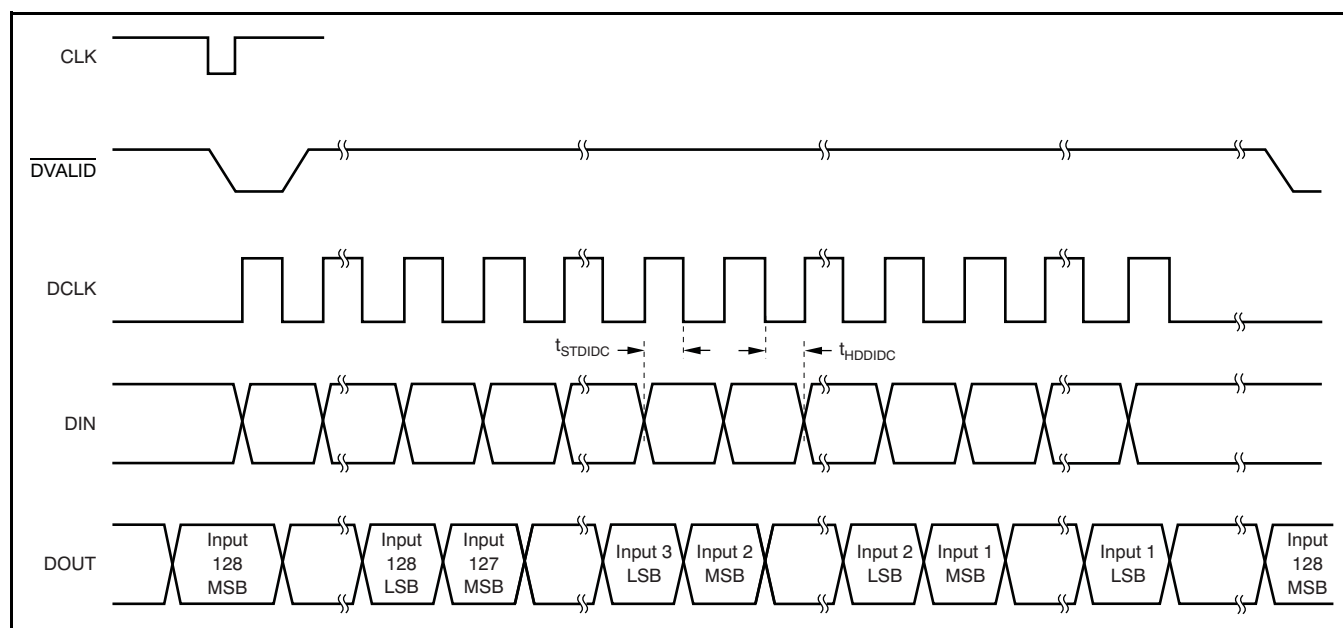 CLK
DVALID
DCLK
tSTDIDC
tHDDIDC
DIN
DOUT
Input
128
MSB
Input
128
LSB
Input
127
MSB
Input 3
LSB
Input 2
MSB
Input 2
LSB
Input 1
MSB
Input 1
LSB
Input
128
MSB